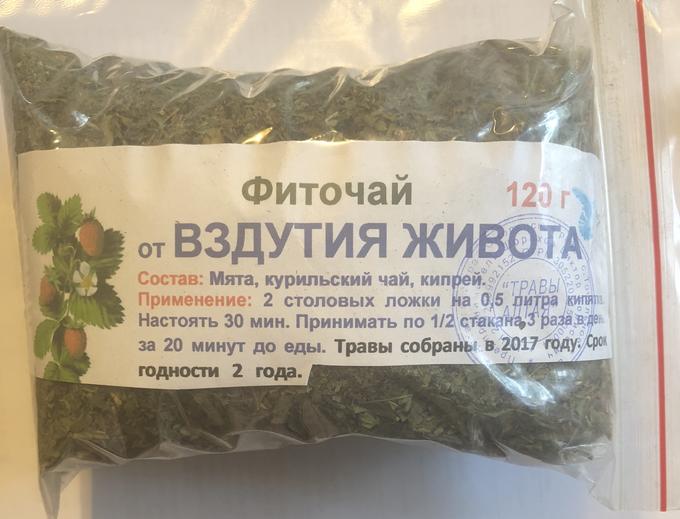 Фиточай 120 г
от ВЗДУТИЯ ЖИВОТА
Состав: Мята, курильский чай, кипрей.
Применение: 2 столовых ложки на 0,5 литра кипятка.
Настоять 30 мин. Принимать по 1/2 стакана 3 раза в день
за 20 минут до еды. Травы собраны в 2017 году. Срок
годности 2 года.
"ТРАВЫ
АЛТАЯ"